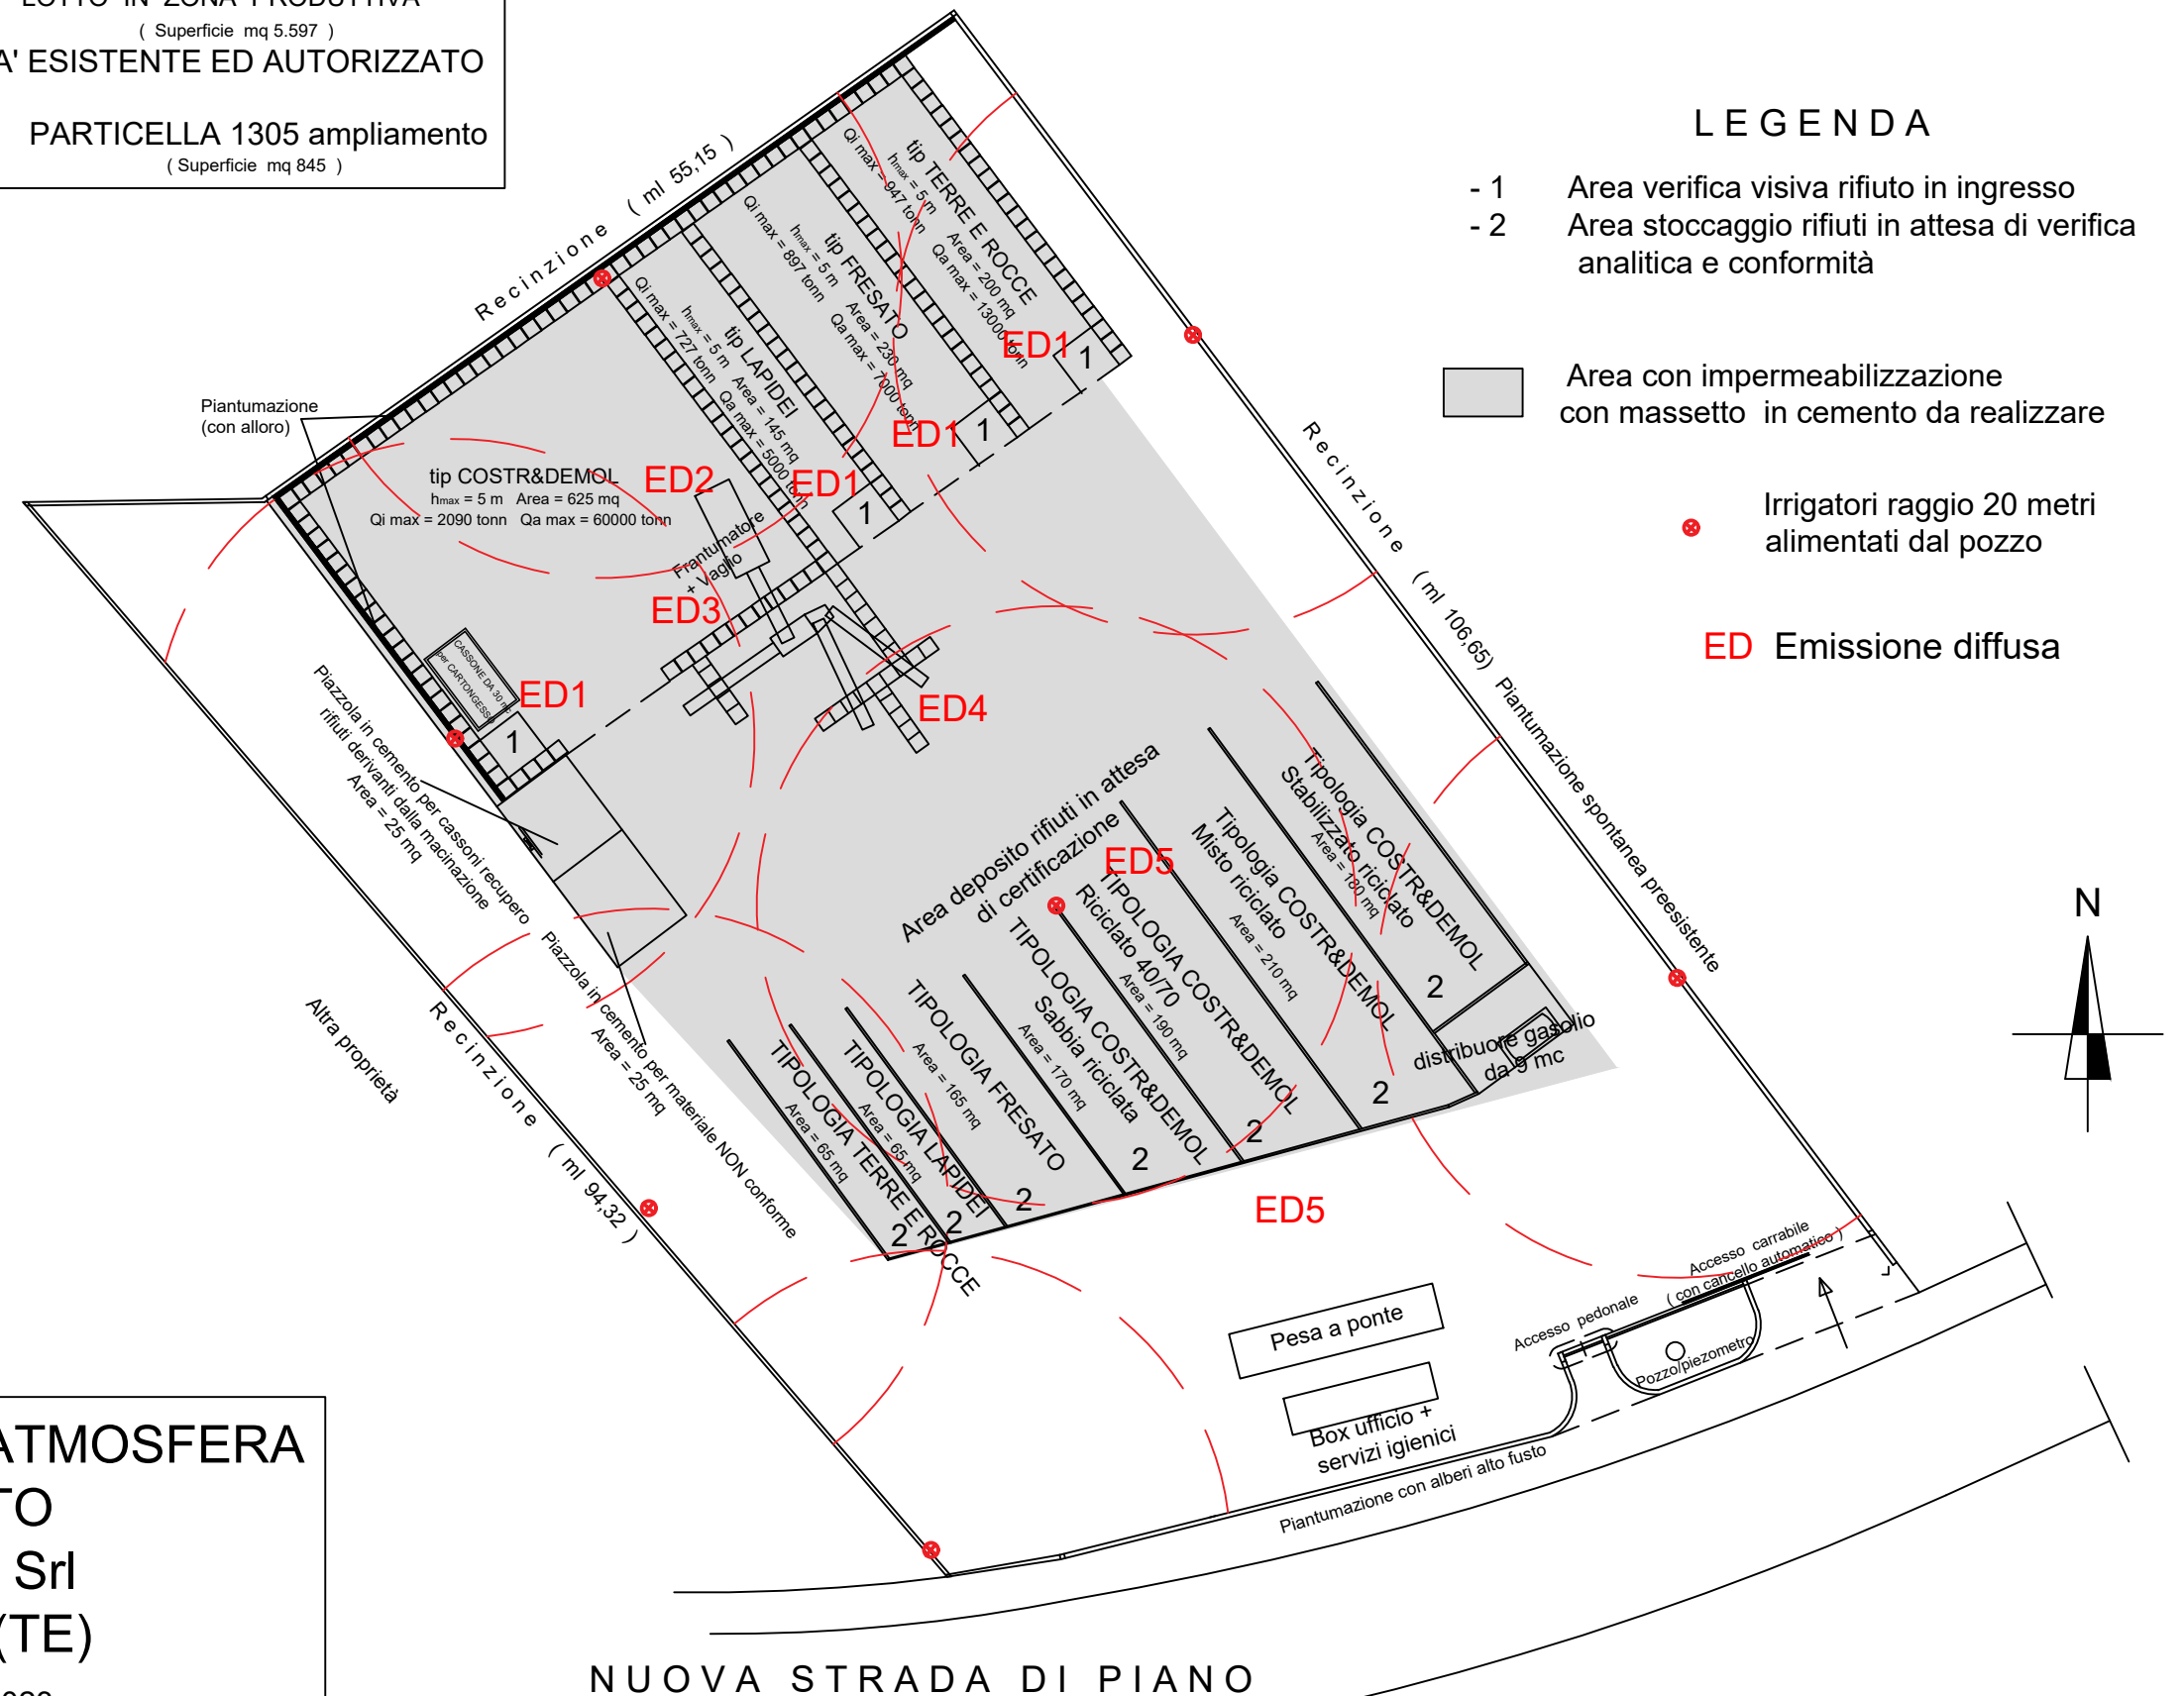 LOTTO IN ZONA PRODUTTIVA
( Superficie mq 5.597 )
A' ESISTENTE ED AUTORIZZATO
PARTICELLA 1305 ampliamento
( Superficie mq 845 )
LEGENDA
- 1 Area verifica visiva rifiuto in ingresso
- 2 Area stoccaggio rifiuti in attesa di verifica
analitica e conformità
Area con impermeabilizzazione
con massetto in cemento da realizzare
Irrigatori raggio 20 metri
alimentati dal pozzo
ED Emissione diffusa
N
Recinzione ( ml 55,15 )
tip TERRE E ROCCE
hmax = 5 m Area = 200 mq
Qi max = 947 tonn Qa max = 13000 tonn
ED1
1
tip FRESATO
hmax = 5 m Area = 230 mq
Qi max = 897 tonn Qa max = 7000 tonn
ED1
1
tip LAPIDEI
hmax = 5 m Area = 145 mq
Qi max = 727 tonn Qa max = 5000 tonn
ED1
1
Piantumazione
(con alloro)
tip COSTR&DEMOL
hmax = 5 m Area = 625 mq
Qi max = 2090 tonn Qa max = 60000 tonn
ED2
Frantumatore
+ Vaglio
ED3
ED4
CASSONE DA 30 mc
per CARTONGESSO
ED1
1
Recinzione ( ml 106,65) Piantumazione spontanea preesistente
Piazzola in cemento per cassoni recupero
rifiuti derivanti dalla macinazione
Area = 25 mq
Piazzola in cemento per materiale NON conforme
Area = 25 mq
Altra proprietà
Recinzione ( ml 94,32 )
Area deposito rifiuti in attesa
di certificazione
ED5
Tipologia COSTR&DEMOL
Stabilizzato riciclato
Area = 180 mq
2
Tipologia COSTR&DEMOL
Misto riciclato
Area = 210 mq
2
TIPOLOGIA COSTR&DEMOL
Riciclato 40/70
Area = 190 mq
2
TIPOLOGIA COSTR&DEMOL
Sabbia riciclata
Area = 170 mq
2
TIPOLOGIA FRESATO
Area = 165 mq
2
TIPOLOGIA LAPIDEI
Area = 65 mq
2
TIPOLOGIA TERRE E ROCCE
Area = 65 mq
2
distribuore gasolio
da 9 mc
ED5
Pesa a ponte
Box ufficio +
servizi igienici
Accesso pedonale
Accesso carrabile
( con cancello automatico )
Pozzo/piezometro
Piantumazione con alberi alto fusto
NUOVA STRADA DI PIANO
ATMOSFERA
TO
Srl
(TE)